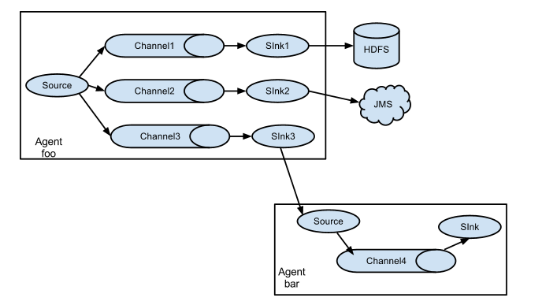 Channel1
SInk1
HDFS
Source
Channel2
SInk2
JMS
Channel3
SInk3
Agent
foo
Source
SInk
Channel4
Agent
bar